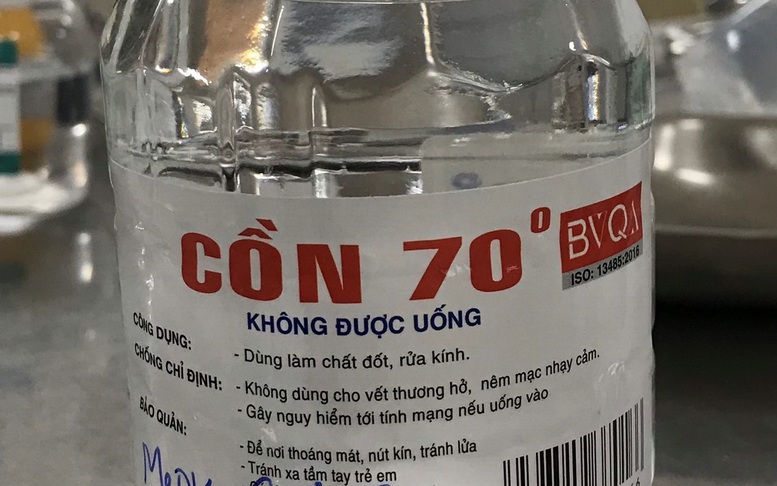 CỒN 70⁰
BVQA
ISO: 13485:2016
KHÔNG ĐƯỢC UỐNG
CÔNG DỤNG:
- Dùng làm chất đốt, rửa kính.
CHỐNG CHỈ ĐỊNH:
- Không dùng cho vết thương hở, nêm mạc nhạy cảm.
- Gây nguy hiểm tới tính mạng nếu uống vào
BẢO QUẢN:
- Để nơi thoáng mát, nút kín, tránh lửa
- Tránh xa tầm tay trẻ em